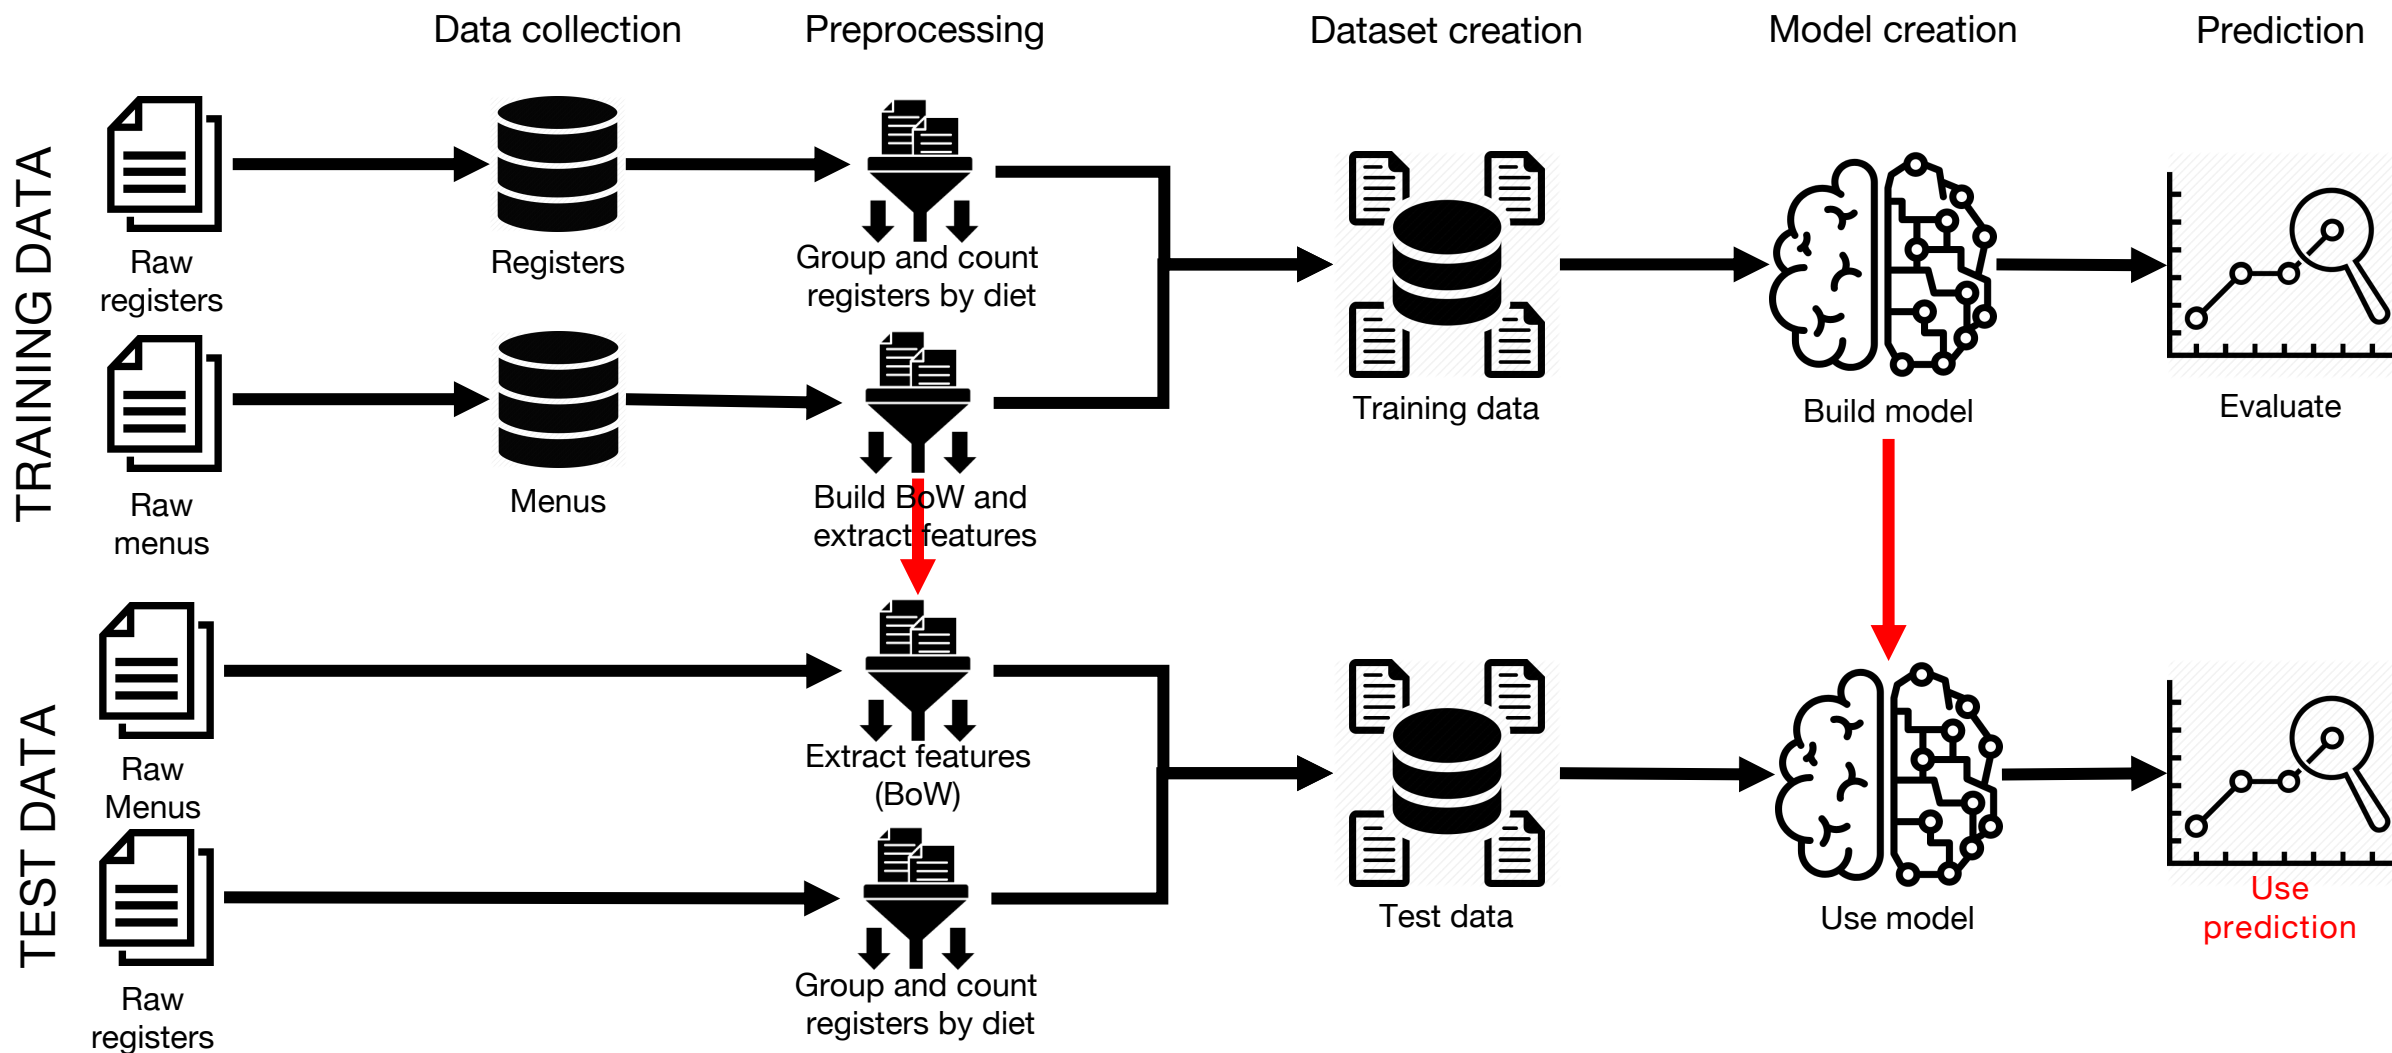 Data collection
Preprocessing
Dataset creation
Model creation
Prediction
TRAINING DATA
Raw
registers
Registers
Group and count
registers by diet
Raw
menus
Menus
Build BoW and
extract features
Training data
Build model
Evaluate
TEST DATA
Raw
Menus
Extract features
(BoW)
Raw
registers
Group and count
registers by diet
Test data
Use model
Use
prediction